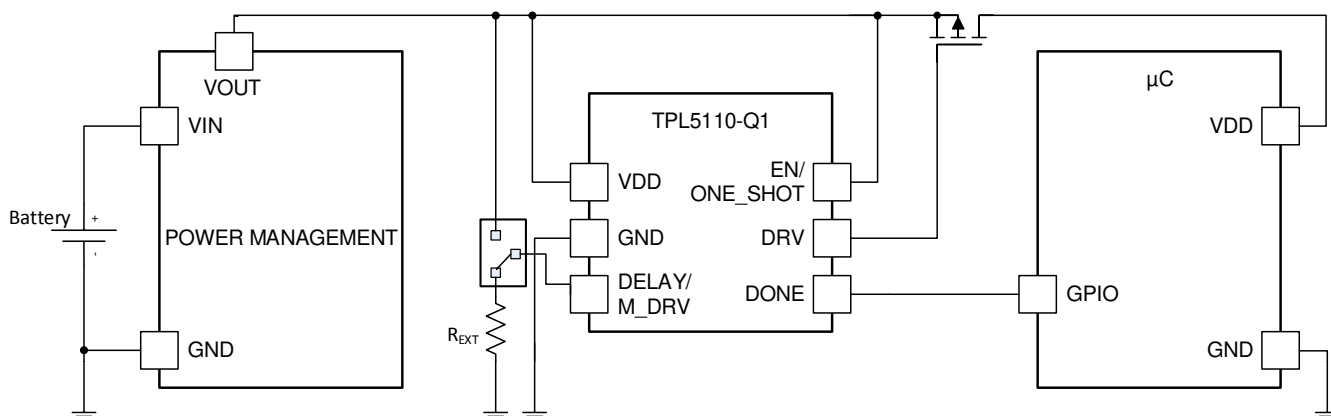 VOUT
VIN
Battery
+
-
POWER MANAGEMENT
GND
R_EXT
TPL5110-Q1
VDD
GND
DELAY/
M_DRV
EN/
ONE_SHOT
DRV
DONE
µC
VDD
GPIO
GND